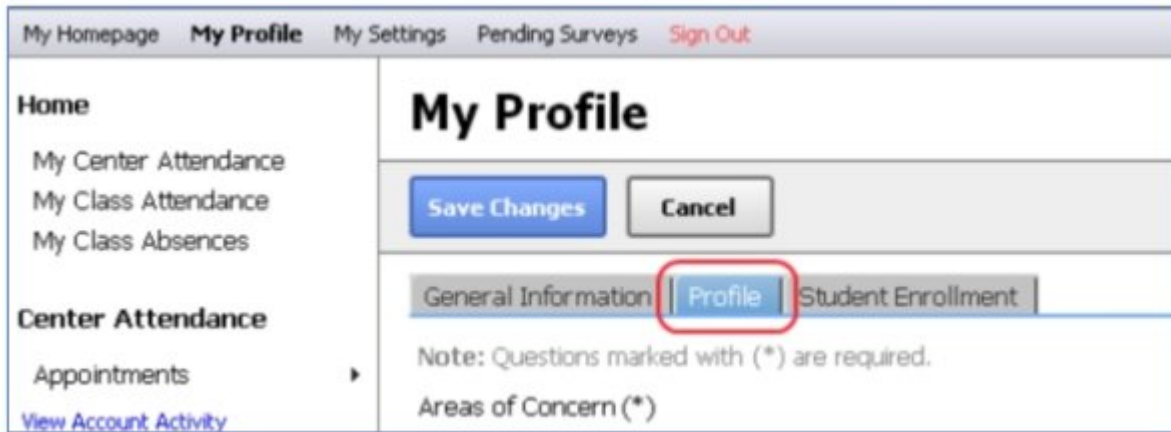 My Homepage My Profile My Settings Pending Surveys Sign Out
Home
My Center Attendance
My Class Attendance
My Class Absences
Center Attendance
Appointments
View Account Activity
My Profile
Save Changes Cancel
General Information Profile Student Enrollment
Note: Questions marked with (*) are required.
Areas of Concern (*)